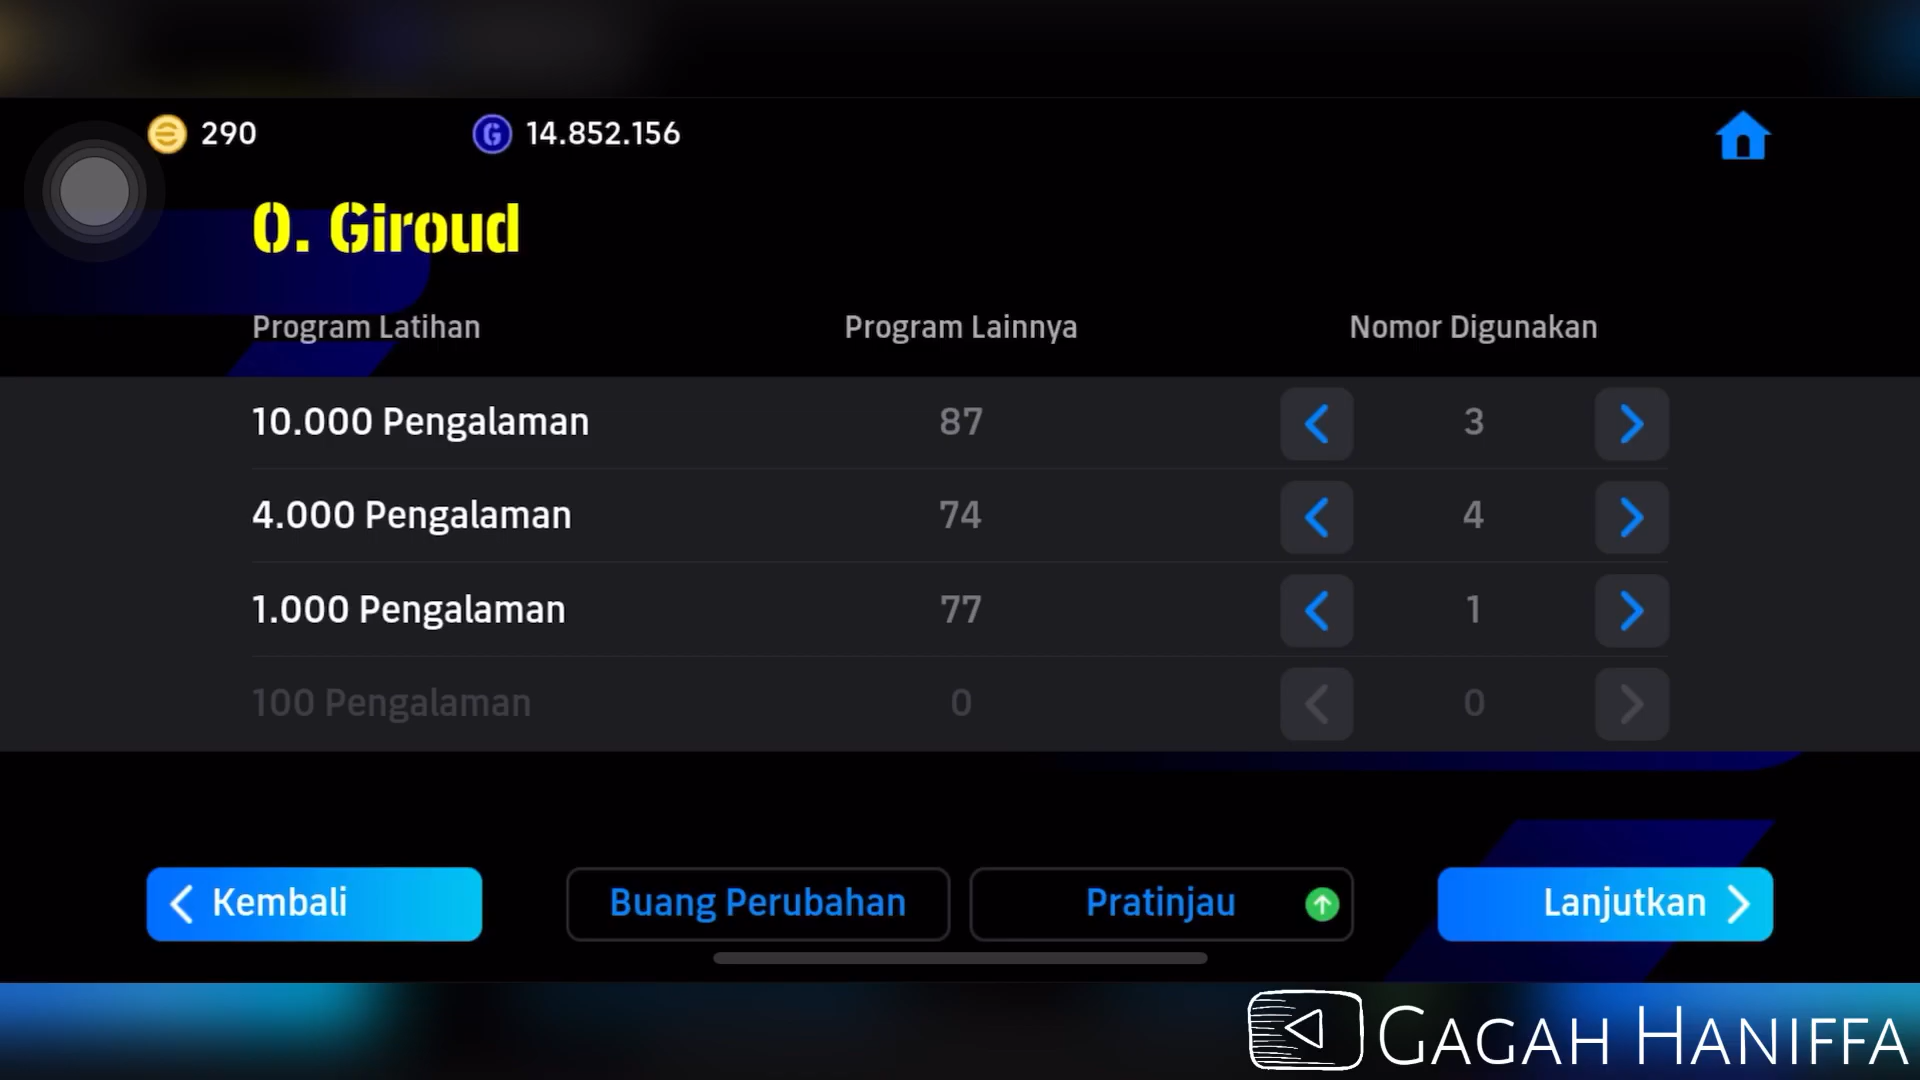 290
14.852.156
O. Giroud
Program Latihan Program Lainnya Nomor Digunakan
10.000 Pengalaman 87 3
4.000 Pengalaman 74 4
1.000 Pengalaman 77 1
100 Pengalaman 0 0
Kembali Buang Perubahan Pratinjau Lanjutkan
GAGAH HANIFFA